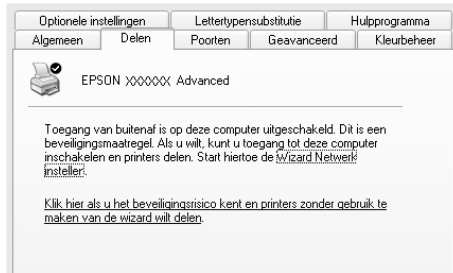 Optionele instellingen Lettertypensubstitutie Hulpprogramma
Algemeen Delen Poorten Geavanceerd Kleurbeheer
EPSON XXXXXX Advanced
Toegang van buitenaf is op deze computer uitgeschakeld. Dit is een
beveiligingsmaatregel. Als u wilt, kunt u toegang tot deze computer
inschakelen en printers delen. Start hiertoe de Wizard Netwerk
instellen.
Klik hier als u het beveiligingsrisico kent en printers zonder gebruik te
maken van de wizard wilt delen.